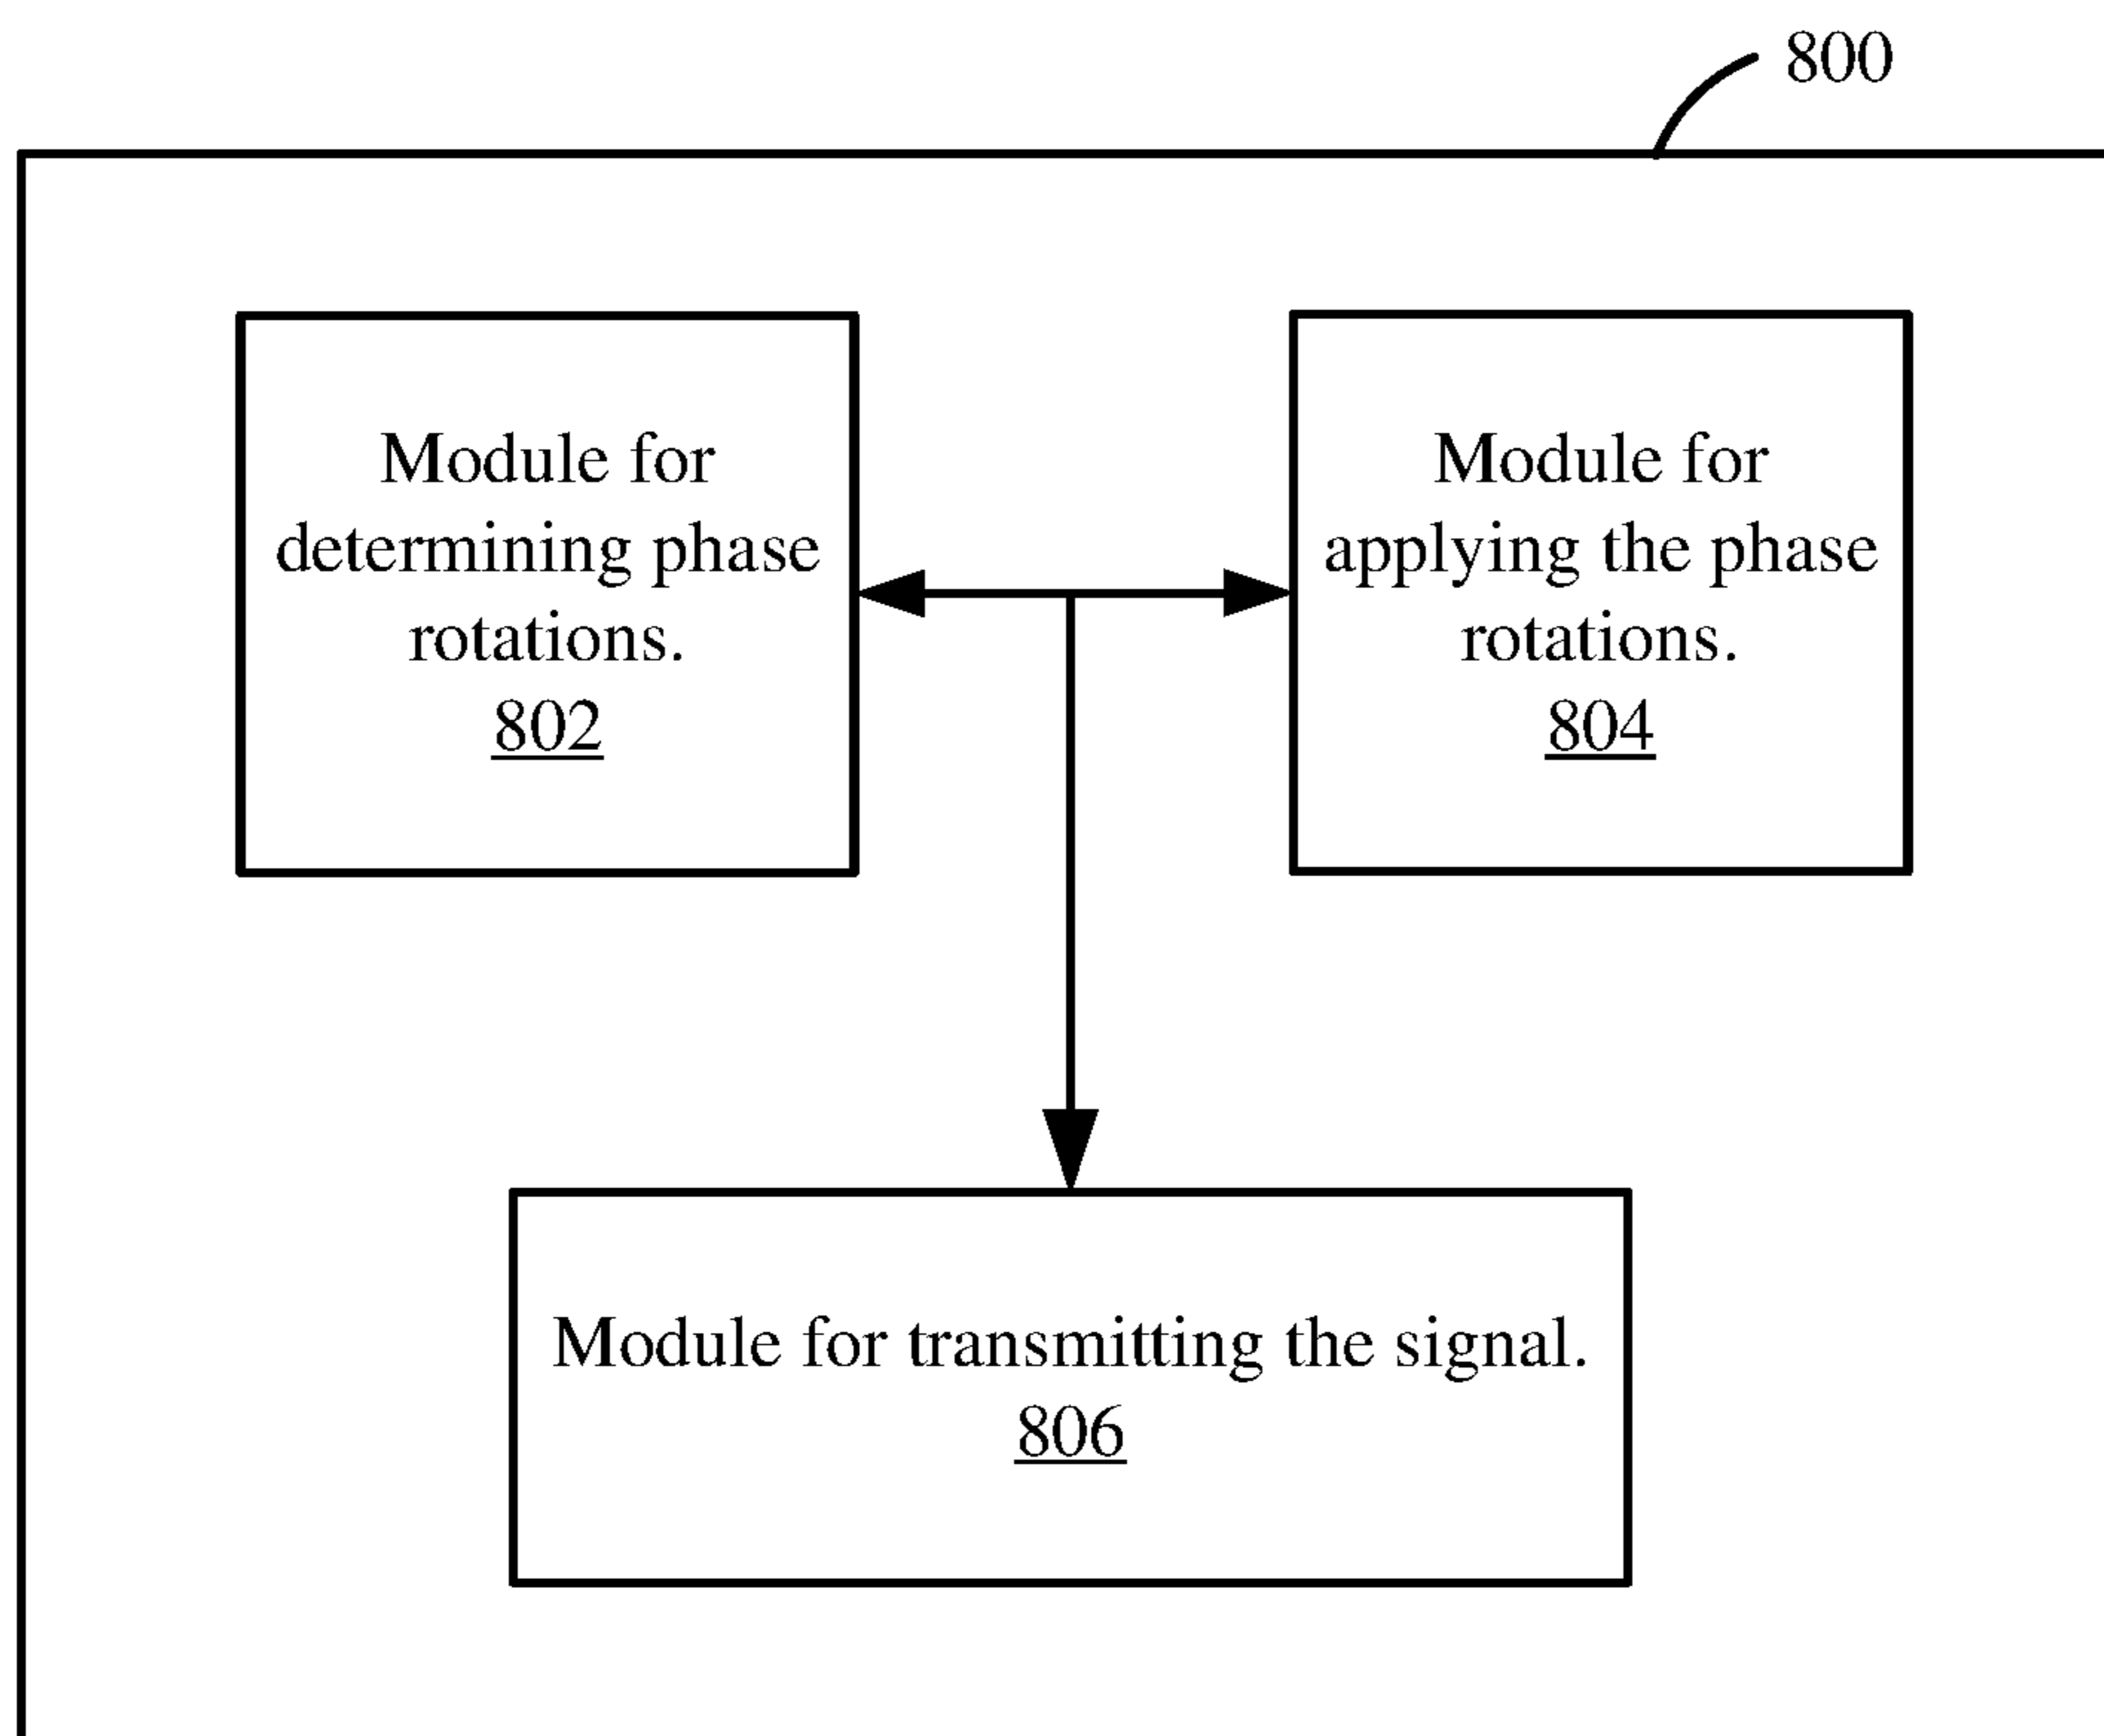 800
Module for
determining phase
rotations.
802
Module for
applying the phase
rotations.
804
Module for transmitting the signal.
806